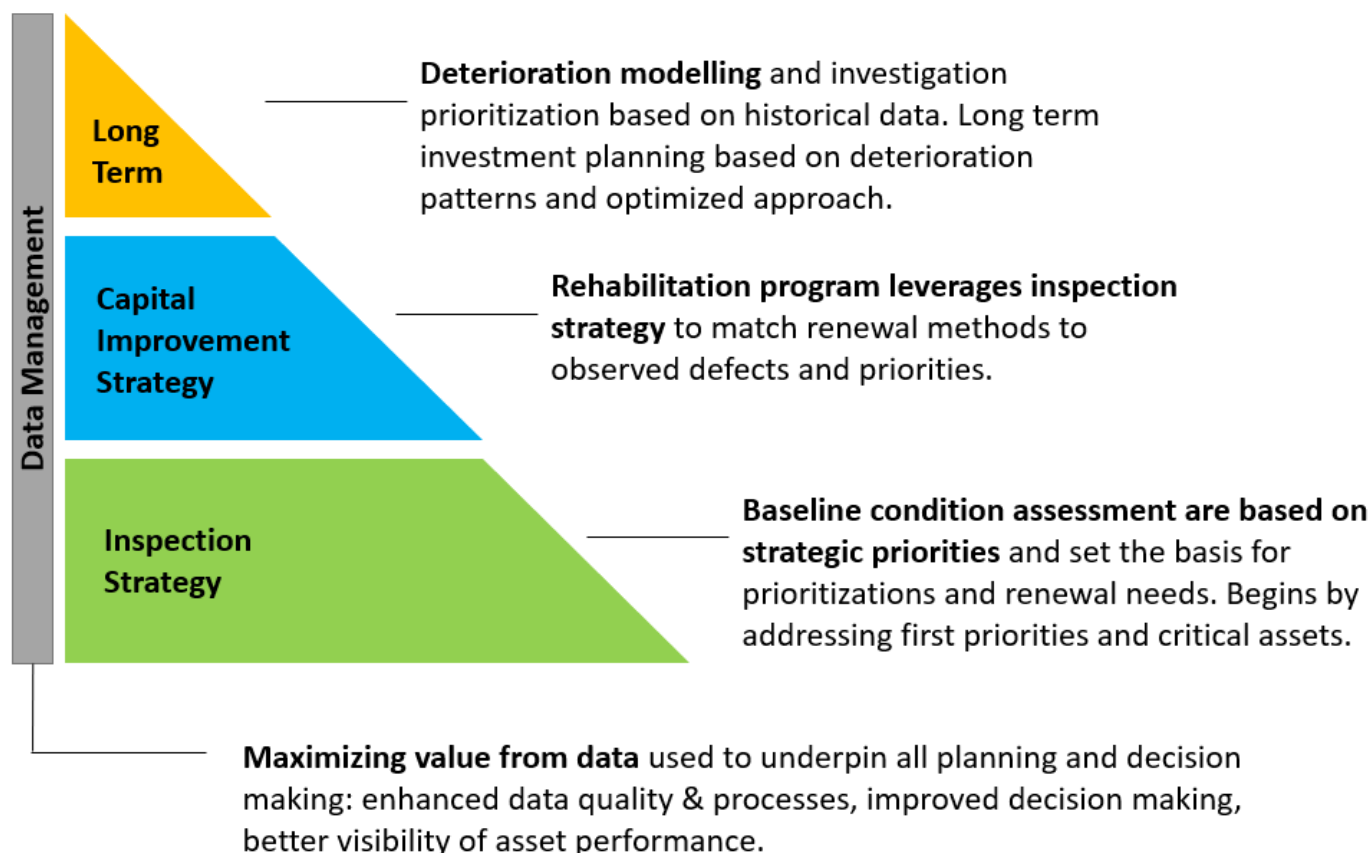 Data Management
Long
Term
Deterioration modelling and investigation
prioritization based on historical data. Long term
investment planning based on deterioration
patterns and optimized approach.
Capital
Improvement
Strategy
Rehabilitation program leverages inspection
strategy to match renewal methods to
observed defects and priorities.
Inspection
Strategy
Baseline condition assessment are based on
strategic priorities and set the basis for
prioritizations and renewal needs. Begins by
addressing first priorities and critical assets.
Maximizing value from data used to underpin all planning and decision
making: enhanced data quality & processes, improved decision making,
better visibility of asset performance.